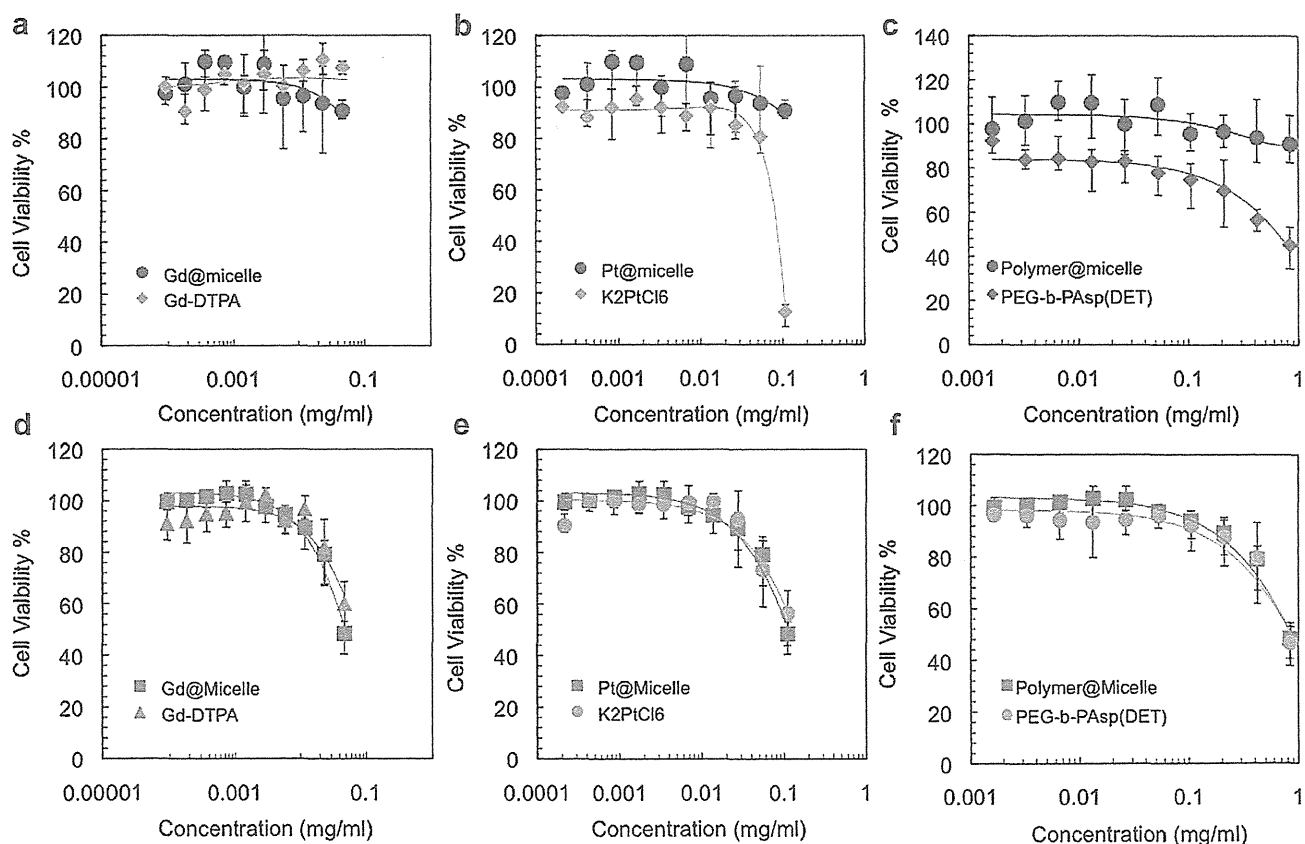 a
120
100
80
60
40
20
0
Cell Vialbility %
Gd@micelle
Gd-DTPA
0.00001 0.001 0.1
Concentration (mg/ml)
b
120
100
80
60
40
20
0
Cell Vialbility %
Pt@micelle
K2PtCl6
0.0001 0.001 0.01 0.1 1
Concentration (mg/ml)
c
140
120
100
80
60
40
20
0
Cell Vialbility %
Polymer@micelle
PEG-b-PAsp(DET)
0.001 0.01 0.1 1
Concentration (mg/ml)
d
120
100
80
60
40
20
0
Cell Vialbility %
Gd@Micelle
Gd-DTPA
0.00001 0.001 0.1
Concentration (mg/ml)
e
120
100
80
60
40
20
0
Cell Vialbility %
Pt@Micelle
K2PtCl6
0.0001 0.001 0.01 0.1 1
Concentration (mg/ml)
f
120
100
80
60
40
20
0
Cell Vialbility %
Polymer@Micelle
PEG-b-PAsp(DET)
0.001 0.01 0.1 1
Concentration (mg/ml)